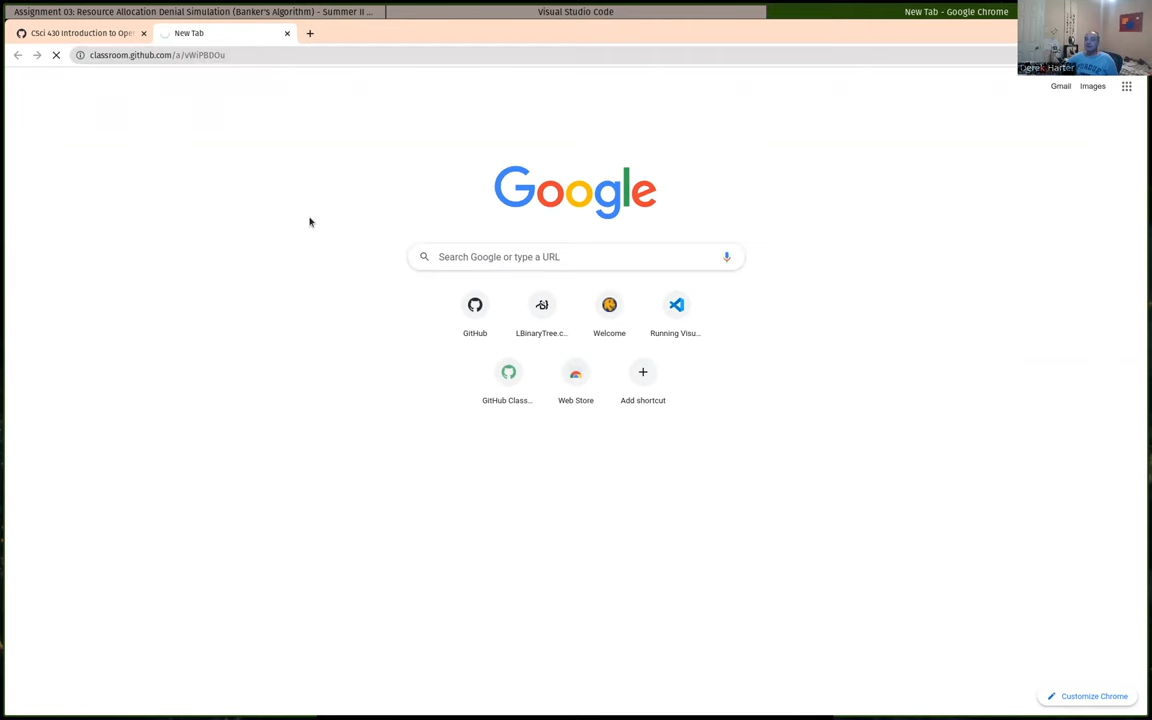 Assignment 03: Resource Allocation Denial Simulation (Banker's Algorithm) - Summer II ...
Visual Studio Code
New Tab - Google Chrome
CSci 430 Introduction to Ope
New Tab
classroom.github.com/a/vWiPBDOu
Derek Harter
Gmail
Images
Google
Search Google or type a URL
GitHub
LBinaryTree.c...
Welcome
Running Visu...
GitHub Class...
Web Store
Add shortcut
Customize Chrome